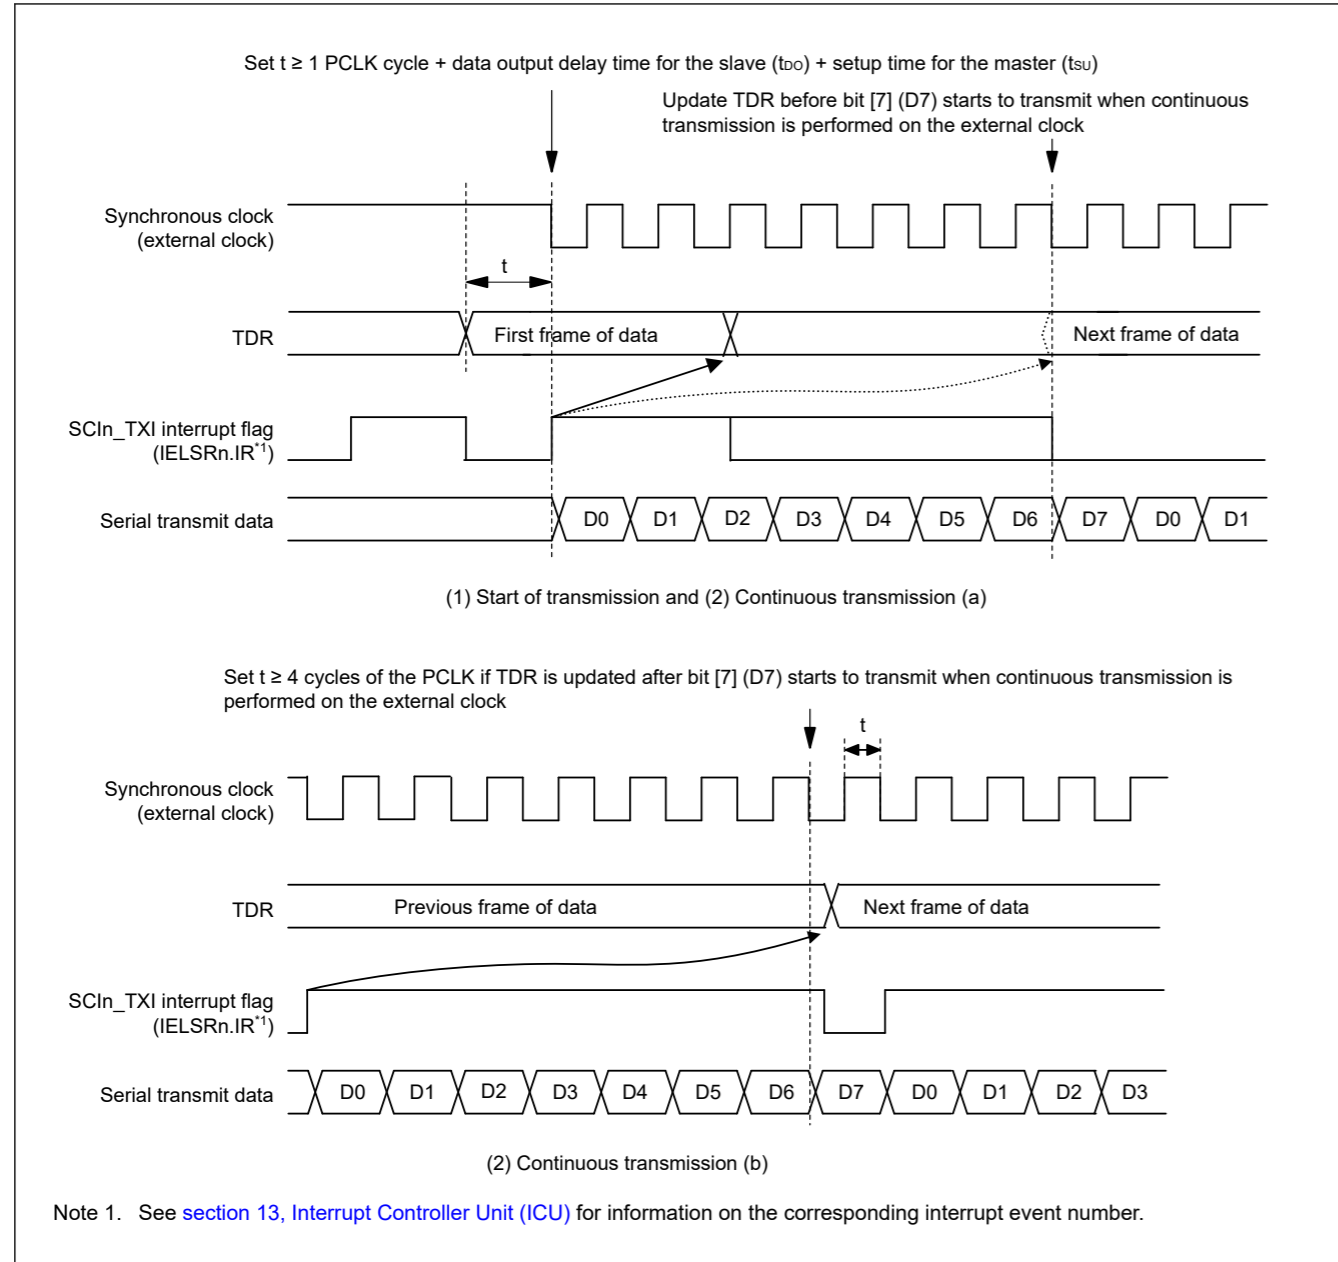 Set t ≥ 1 PCLK cycle + data output delay time for the slave (tDO) + setup time for the master (tSU)
Update TDR before bit [7] (D7) starts to transmit when continuous
transmission is performed on the external clock
Synchronous clock
(external clock)
t
TDR
First frame of data
Next frame of data
SCIn_TXI interrupt flag
(IELSRn.IR*1)
Serial transmit data
D0 D1 D2 D3 D4 D5 D6 D7 D0 D1
(1) Start of transmission and (2) Continuous transmission (a)
Set t ≥ 4 cycles of the PCLK if TDR is updated after bit [7] (D7) starts to transmit when continuous transmission is
performed on the external clock
t
Synchronous clock
(external clock)
TDR
Previous frame of data
Next frame of data
SCIn_TXI interrupt flag
(IELSRn.IR*1)
Serial transmit data
D0 D1 D2 D3 D4 D5 D6 D7 D0 D1 D2 D3
(2) Continuous transmission (b)
Note 1. See section 13, Interrupt Controller Unit (ICU) for information on the corresponding interrupt event number.